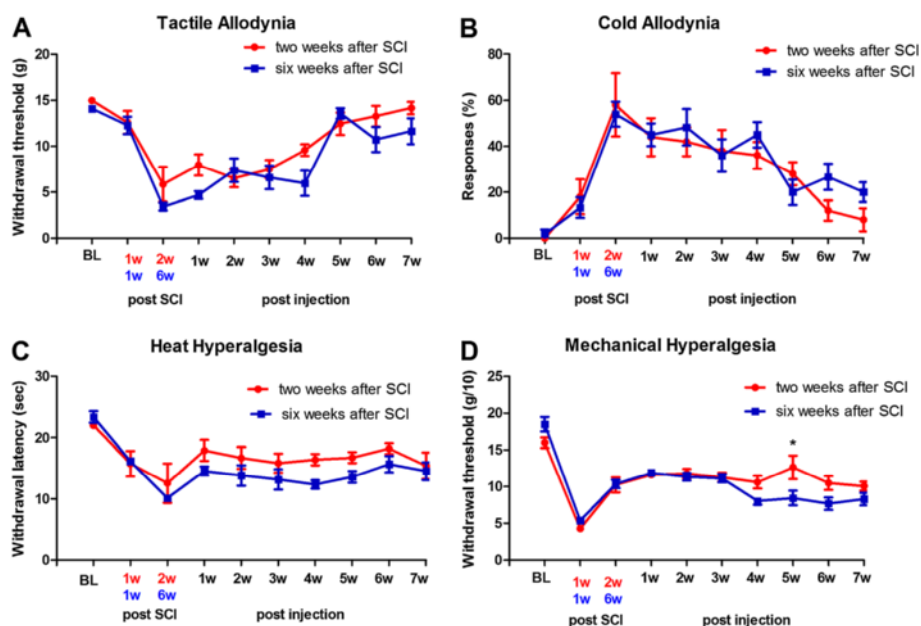 A
Tactile Allodynia
two weeks after SCI
six weeks after SCI
Withdrawal threshold (g)
20
15
10
5
0
BL 1w 2w 1w 2w 3w 4w 5w 6w 7w
1w 6w
post SCI post injection
B
Cold Allodynia
two weeks after SCI
six weeks after SCI
Responses (%)
80
60
40
20
0
BL 1w 2w 1w 2w 3w 4w 5w 6w 7w
1w 6w
post SCI post injection
C
Heat Hyperalgesia
two weeks after SCI
six weeks after SCI
Withdrawal latency (sec)
30
20
10
0
BL 1w 2w 1w 2w 3w 4w 5w 6w 7w
1w 6w
post SCI post injection
D
Mechanical Hyperalgesia
two weeks after SCI
six weeks after SCI
Withdrawal threshold (g/10)
25
20
15
10
5
0
*
BL 1w 2w 1w 2w 3w 4w 5w 6w 7w
1w 6w
post SCI post injection